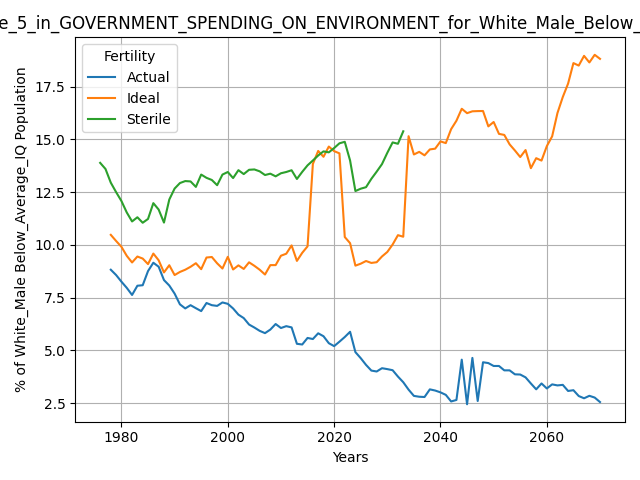 e_5_in_GOVERNMENT_SPENDING_ON_ENVIRONMENT_for_White_Male_Below_
Fertility
Actual
Ideal
Sterile
% of White_Male Below_Average_IQ Population
17.5
15.0
12.5
10.0
7.5
5.0
2.5
1980
2000
2020
2040
2060
Years